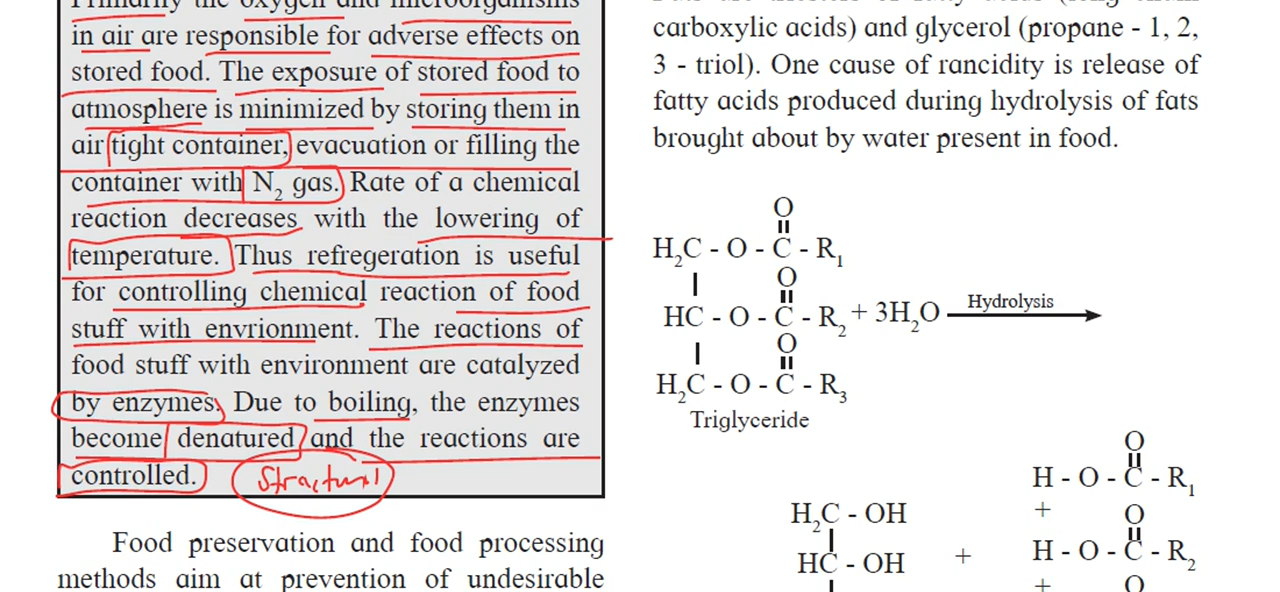 Primarily the oxygen and microorganisms
in air are responsible for adverse effects on
stored food. The exposure of stored food to
atmosphere is minimized by storing them in
air tight container, evacuation or filling the
container with N₂ gas. Rate of a chemical
reaction decreases with the lowering of
temperature. Thus refregeration is useful
for controlling chemical reaction of food
stuff with envrionment. The reactions of
food stuff with environment are catalyzed
by enzymes. Due to boiling, the enzymes
become denatured and the reactions are
controlled. Structural
Food preservation and food processing
methods aim at prevention of undesirable
carboxylic acids) and glycerol (propane - 1, 2,
3 - triol). One cause of rancidity is release of
fatty acids produced during hydrolysis of fats
brought about by water present in food.
O
H₂C - O - C - R₁
O
HC - O - C - R₂ + 3H₂O Hydrolysis
O
H₂C - O - C - R₃
Triglyceride
O
H - O - C - R₁
H₂C - OH + O
HC - OH + H - O - C - R₂
+ O